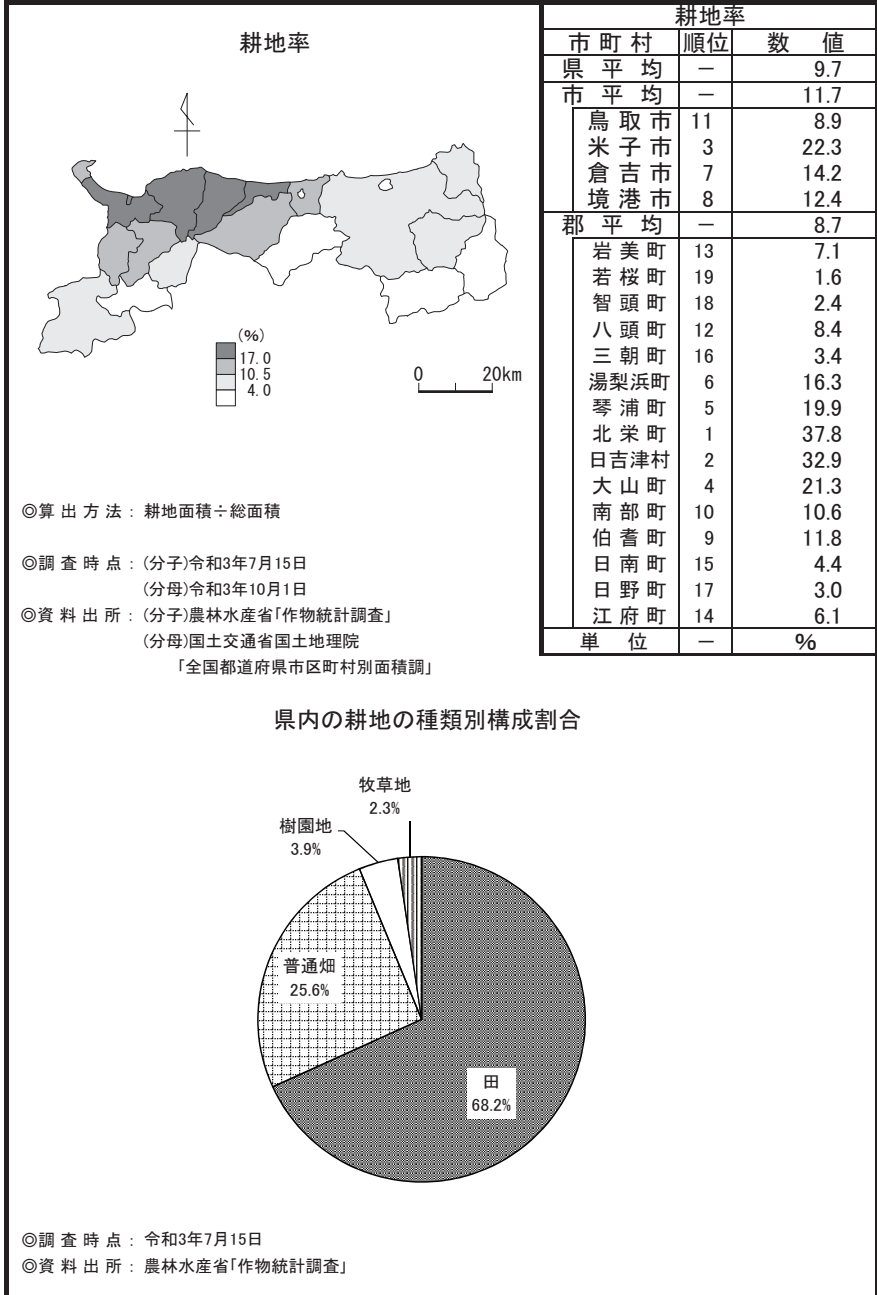 耕地率
(%)
17.0
10.5
4.0
0 20km
◎算出方法：耕地面積÷総面積
◎調査時点：(分子)令和3年7月15日
(分母)令和3年10月1日
◎資料出所：(分子)農林水産省「作物統計調査」
(分母)国土交通省国土地理院
「全国都道府県市区町村別面積調」
耕地率
市町村 順位 数値
県平均 － 9.7
市平均 － 11.7
鳥取市 11 8.9
米子市 3 22.3
倉吉市 7 14.2
境港市 8 12.4
郡平均 － 8.7
岩美町 13 7.1
若桜町 19 1.6
智頭町 18 2.4
八頭町 12 8.4
三朝町 16 3.4
湯梨浜町 6 16.3
琴浦町 5 19.9
北栄町 1 37.8
日吉津村 2 32.9
大山町 4 21.3
南部町 10 10.6
伯耆町 9 11.8
日南町 15 4.4
日野町 17 3.0
江府町 14 6.1
単位 － %
県内の耕地の種類別構成割合
牧草地
2.3%
樹園地
3.9%
普通畑
25.6%
田
68.2%
◎調査時点：令和3年7月15日
◎資料出所：農林水産省「作物統計調査」